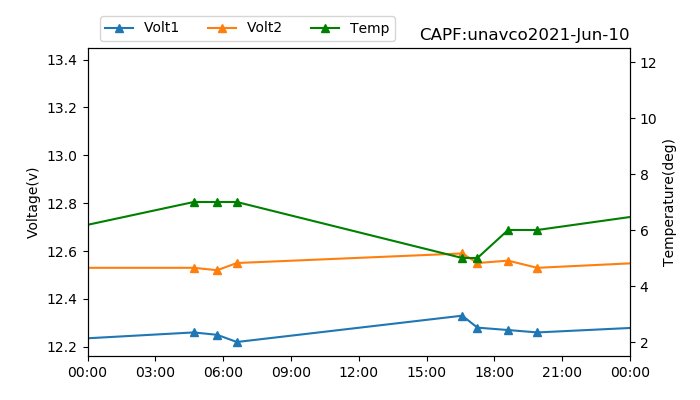 Volt1 Volt2 Temp
CAPF:unavco2021-Jun-10
13.4
13.2
13.0
12.8
12.6
12.4
12.2
Voltage(v)
12
10
8
6
4
2
Temperature(deg)
00:00 03:00 06:00 09:00 12:00 15:00 18:00 21:00 00:00